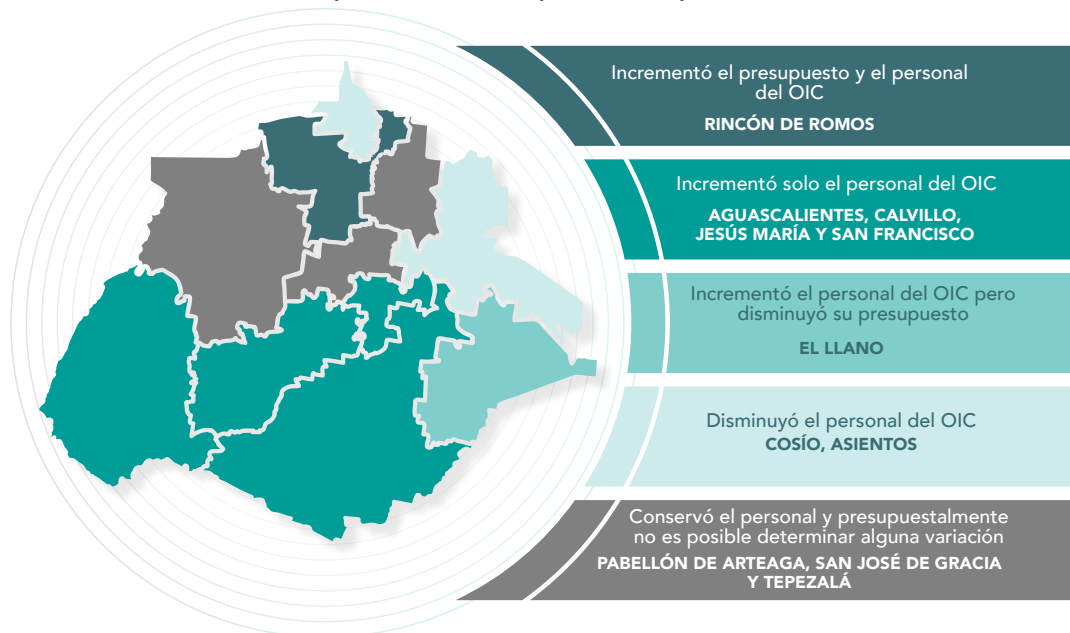 Incrementó el presupuesto y el personal
del OIC
RINCÓN DE ROMOS
Incrementó solo el personal del OIC
AGUASCALIENTES, CALVILLO,
JESÚS MARÍA Y SAN FRANCISCO
Incrementó el personal del OIC pero
disminuyó su presupuesto
EL LLANO
Disminuyó el personal del OIC
COSÍO, ASIENTOS
Conservó el personal y presupuestalmente
no es posible determinar alguna variación
PABELLÓN DE ARTEAGA, SAN JOSÉ DE GRACIA
Y TEPEZALÁ